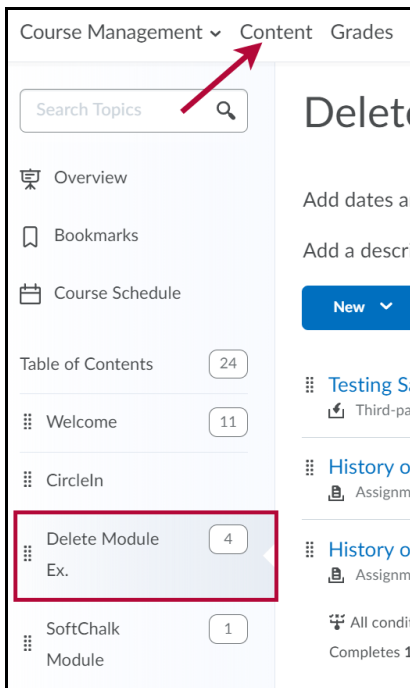 Course Management Content Grades
Search Topics
Overview
Bookmarks
Course Schedule
Table of Contents 24
Welcome 11
CircleIn
Delete Module 4
Ex.
SoftChalk 1
Module
Delete
Add dates a
Add a descri
New
Testing Sa
Third-pa
History o
Assignm
History o
Assignm
All condit
Completes 1